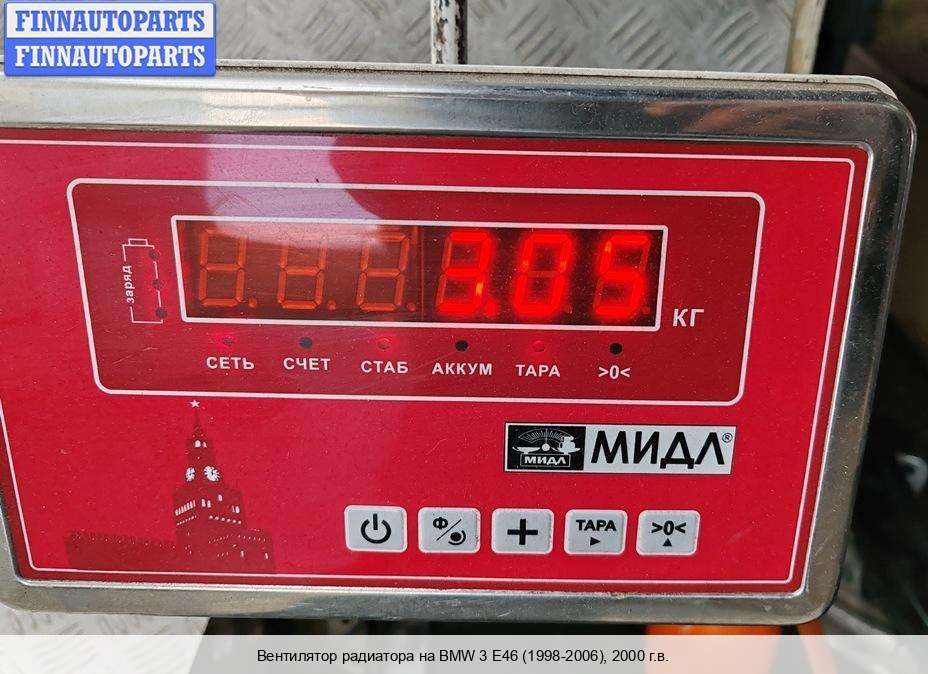 FINNAUTOPARTS
FINNAUTOPARTS
заряд
3.05
КГ
СЕТЬ СЧЕТ СТАБ АККУМ ТАРА >0<
МИДЛ МИДЛ®
Ф ТАРА >0<
Вентилятор радиатора на BMW 3 E46 (1998-2006), 2000 г.в.